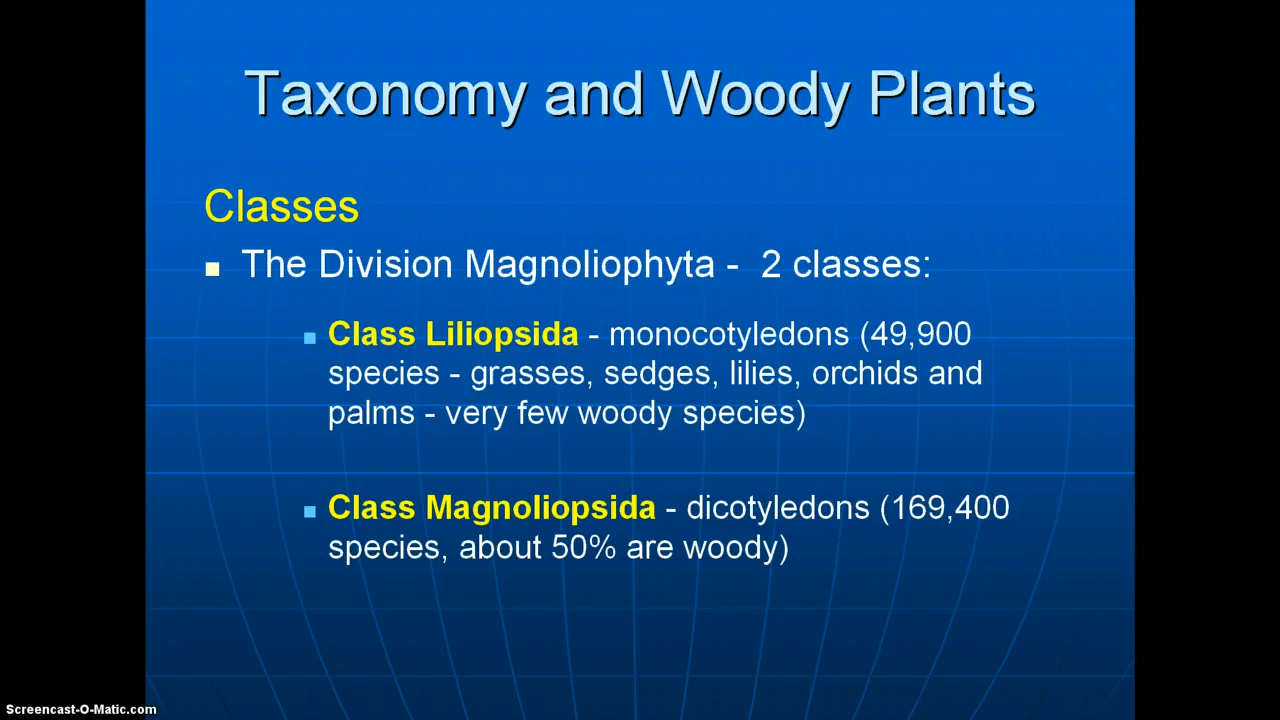 Taxonomy and Woody Plants
Classes
The Division Magnoliophyta - 2 classes:
Class Liliopsida - monocotyledons (49,900
species - grasses, sedges, lilies, orchids and
palms - very few woody species)
Class Magnoliopsida - dicotyledons (169,400
species, about 50% are woody)
Screencast-O-Matic.com